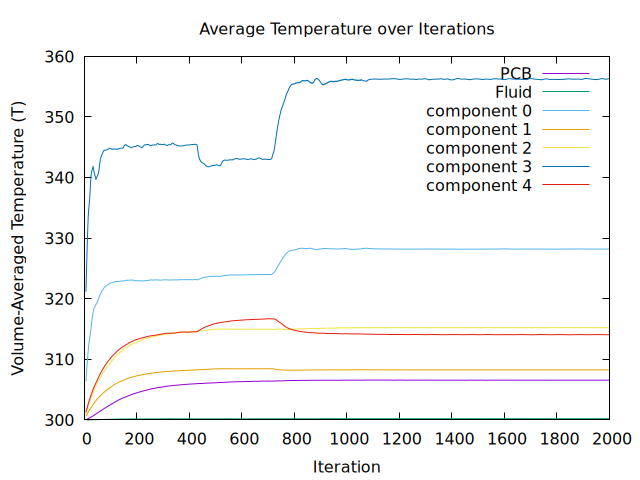 Average Temperature over Iterations
Volume-Averaged Temperature (T)
360
350
340
330
320
310
300
PCB
Fluid
component 0
component 1
component 2
component 3
component 4
0 200 400 600 800 1000 1200 1400 1600 1800 2000
Iteration